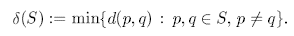 δ(S) := min{d(p, q) : p, q ∈ S, p ≠ q}.